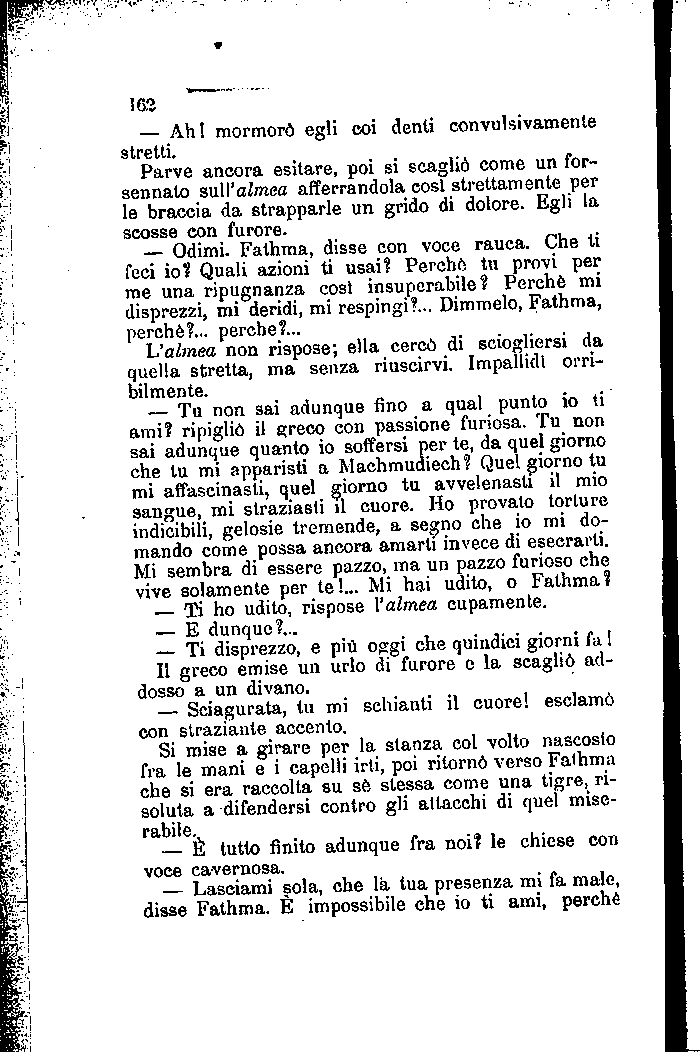 162
— Ah! mormorò egli coi denti convulsivamente
stretti.
Parve ancora esitare, poi si scagliò come un for-
sennato sull'almea afferrandola così strettamente per
le braccia da strapparle un grido di dolore. Egli la
scosse con furore.
— Odimi. Fathma, disse con voce rauca. Che ti
feci io? Quali azioni ti usai? Perchè tu provi per
me una ripugnanza così insuperabile? Perchè mi
disprezzi, mi deridi, mi respingi?... Dimmelo, Fathma,
perchè?... perche?...
L'almea non rispose; ella cercò di sciogliersi da
quella stretta, ma senza riuscirvi. Impallidì orri-
bilmente.
— Tu non sai adunque fino a qual punto io ti
ami? ripigliò il greco con passione furiosa. Tu non
sai adunque quanto io soffersi per te, da quel giorno
che tu mi apparisti a Machmudiech? Quel giorno tu
mi affascinasti, quel giorno tu avvelenasti il mio
sangue, mi straziasti il cuore. Ho provato torture
indicibili, gelosie tremende, a segno che io mi do-
mando come possa ancora amarti invece di esecrarti.
Mi sembra di essere pazzo, ma un pazzo furioso che
vive solamente per te!... Mi hai udito, o Fathma?
— Ti ho udito, rispose l'almea cupamente.
— E dunque?...
— Ti disprezzo, e più oggi che quindici giorni fa!
Il greco emise un urlo di furore e la scagliò ad-
dosso a un divano.
— Sciagurata, tu mi schianti il cuore! esclamò
con straziante accento.
Si mise a girare per la stanza col volto nascosto
fra le mani e i capelli irti, poi ritornò verso Fathma
che si era raccolta su sè stessa come una tigre, ri-
soluta a difendersi contro gli attacchi di quel mise-
rabile.
— È tutto finito adunque fra noi? le chiese con
voce cavernosa.
— Lasciami sola, che la tua presenza mi fa male,
disse Fathma. È impossibile che io ti ami, perchè